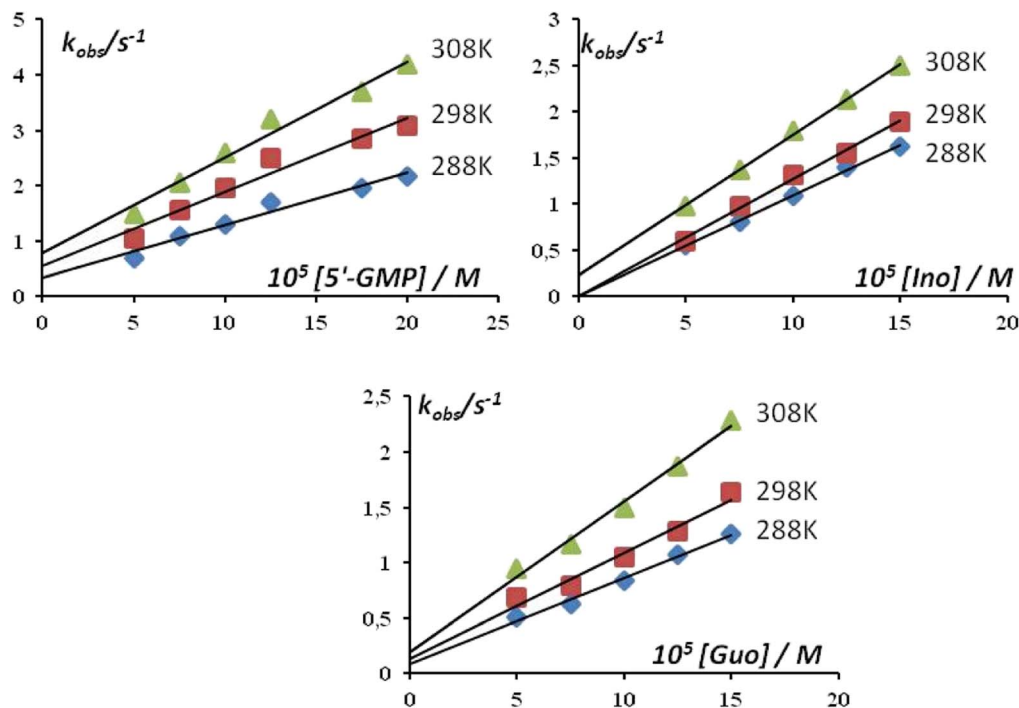 k_obs/s⁻¹
5
4
3
2
1
0
0 5 10 15 20 25
308K
298K
288K
10⁵ [5'-GMP] / M
k_obs/s⁻¹
3
2,5
2
1,5
1
0,5
0
0 5 10 15 20
308K
298K
288K
10⁵ [Ino] / M
k_obs/s⁻¹
2,5
2
1,5
1
0,5
0
0 5 10 15 20
308K
298K
288K
10⁵ [Guo] / M